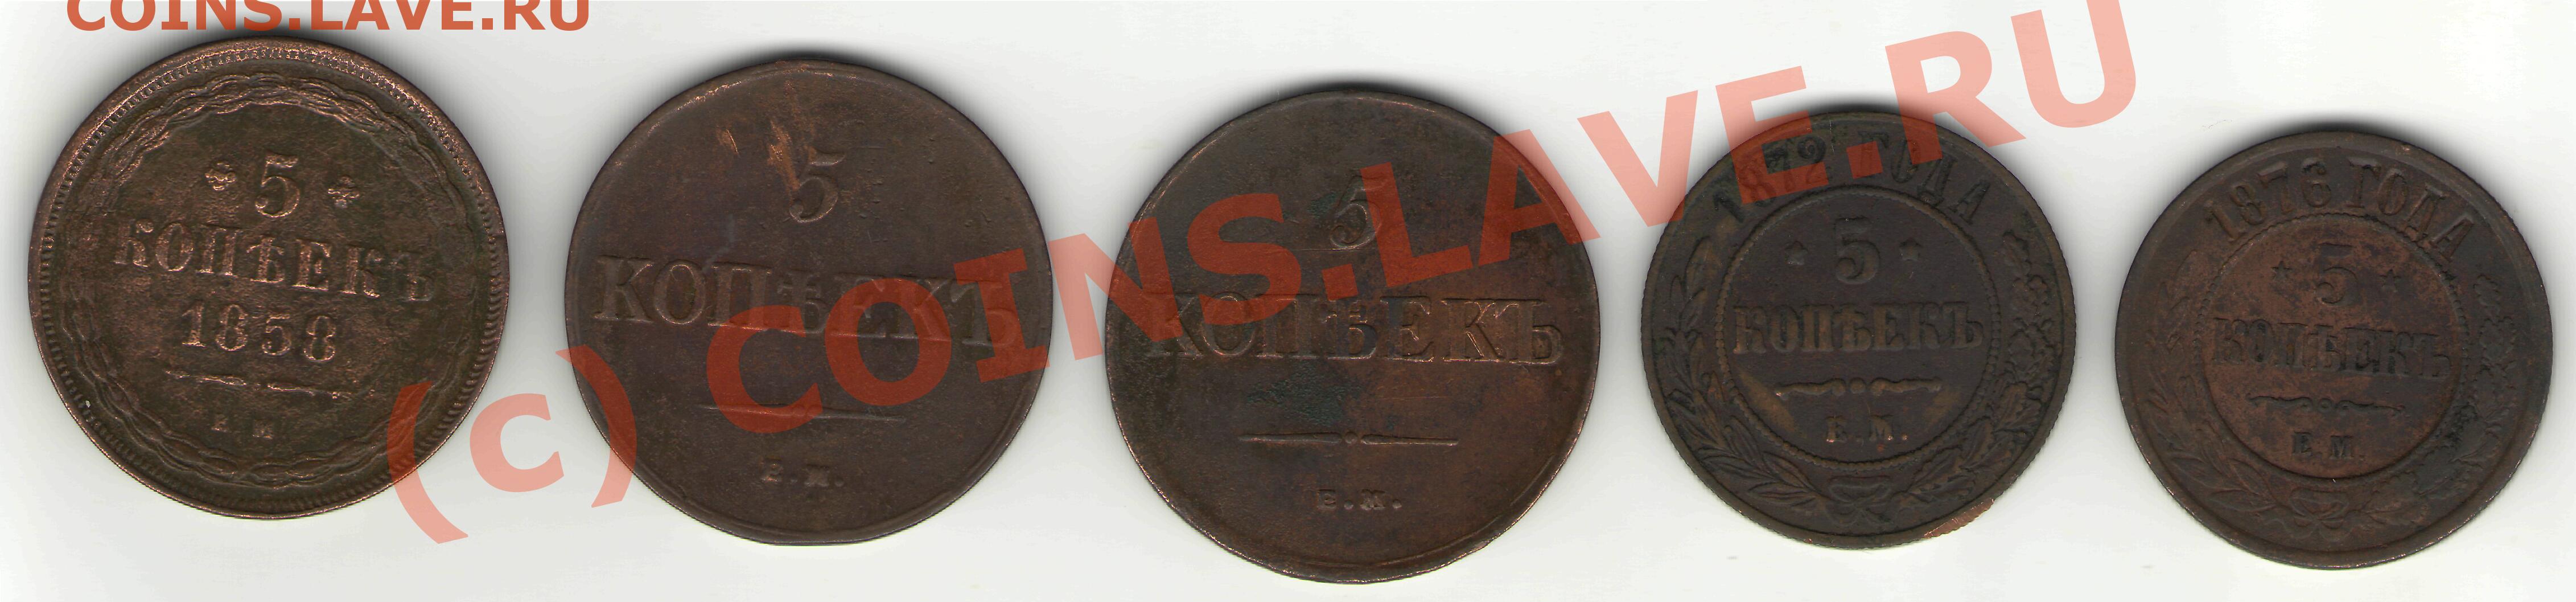 COINS.LAVE.RU
5
КОПѢЕКЪ
1858
Е М
5
КОПѢЕКЪ
Е.М.
5
КОПѢЕКЪ
Е.М.
1872 ГОДА
5
КОПѢЕКЪ
Е.М.
1876 ГОДА
5
КОПѢЕКЪ
Е.М.
(c) COINS.LAVE.RU